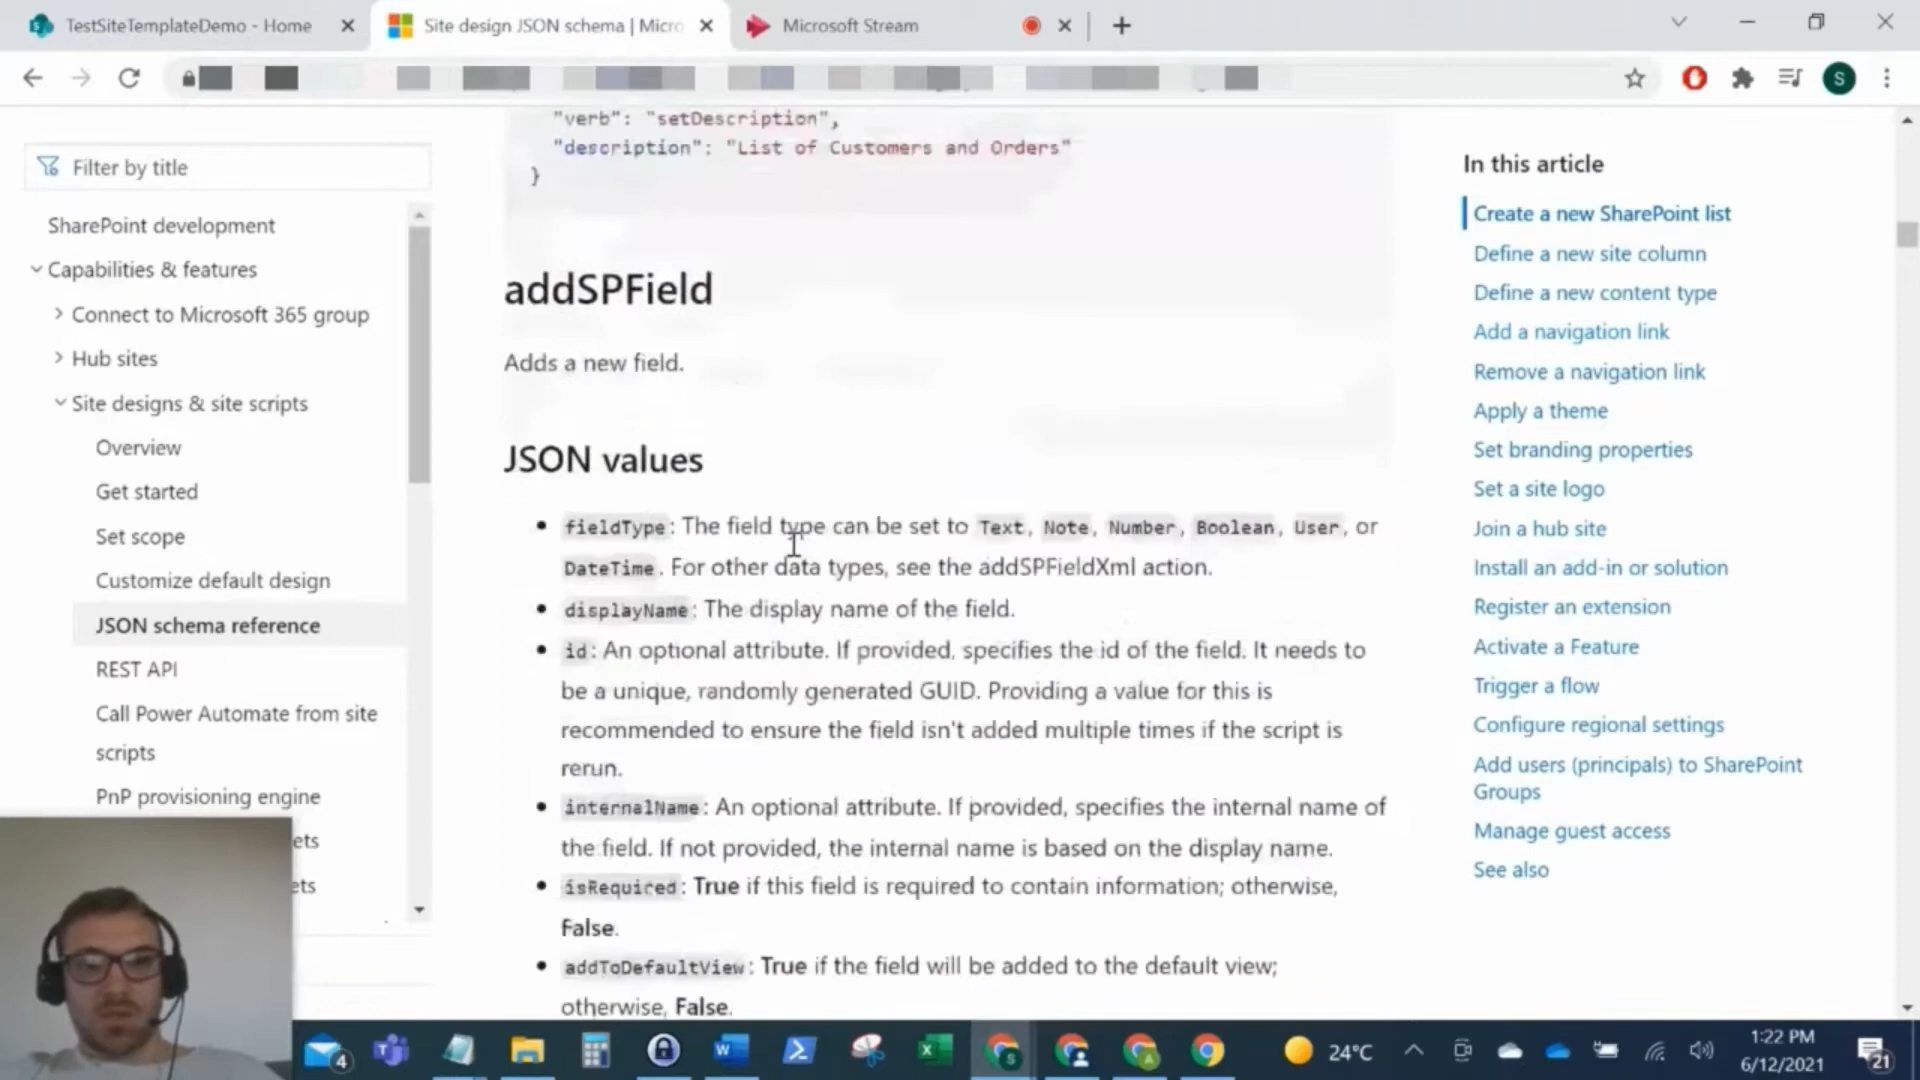 TestSiteTemplateDemo - Home
Site design JSON schema | Micro
Microsoft Stream
S
"verb": "setDescription",
"description": "List of Customers and Orders"
}
Filter by title
SharePoint development
Capabilities & features
Connect to Microsoft 365 group
Hub sites
Site designs & site scripts
Overview
Get started
Set scope
Customize default design
JSON schema reference
REST API
Call Power Automate from site
scripts
PnP provisioning engine
ets
ets
addSPField
Adds a new field.
JSON values
fieldType: The field type can be set to Text, Note, Number, Boolean, User, or
DateTime. For other data types, see the addSPFieldXml action.
displayName: The display name of the field.
id: An optional attribute. If provided, specifies the id of the field. It needs to
be a unique, randomly generated GUID. Providing a value for this is
recommended to ensure the field isn't added multiple times if the script is
rerun.
internalName: An optional attribute. If provided, specifies the internal name of
the field. If not provided, the internal name is based on the display name.
isRequired: True if this field is required to contain information; otherwise,
False.
addToDefaultView: True if the field will be added to the default view;
otherwise, False.
In this article
Create a new SharePoint list
Define a new site column
Define a new content type
Add a navigation link
Remove a navigation link
Apply a theme
Set branding properties
Set a site logo
Join a hub site
Install an add-in or solution
Register an extension
Activate a Feature
Trigger a flow
Configure regional settings
Add users (principals) to SharePoint
Groups
Manage guest access
See also
4
24°C
1:22 PM
6/12/2021
21